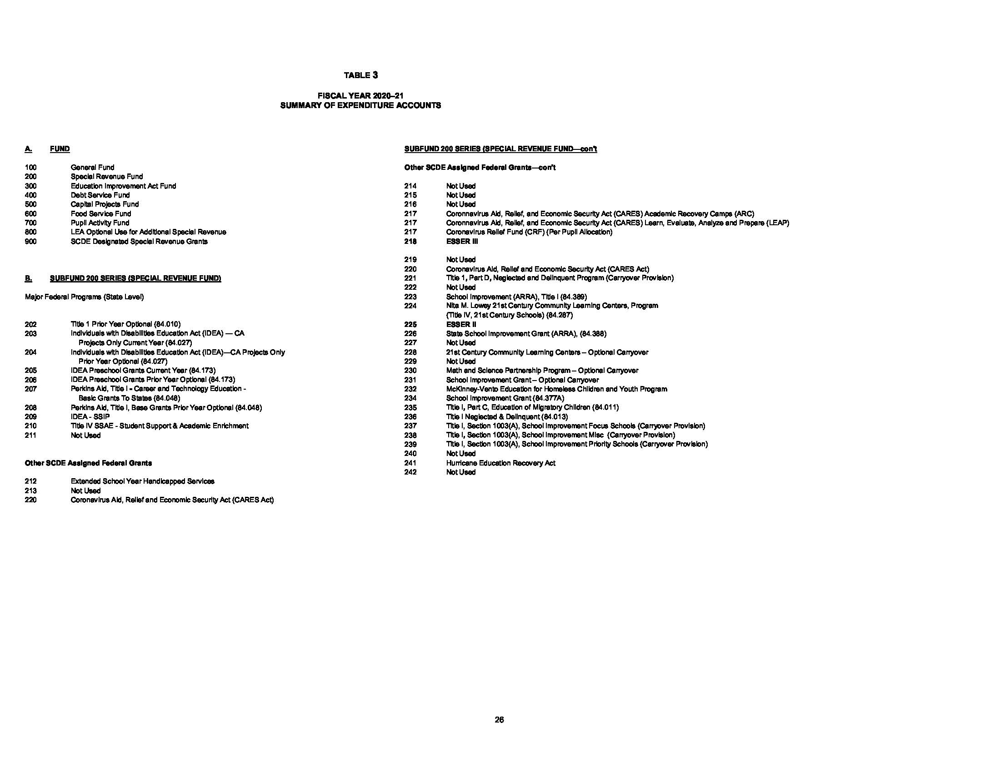 TABLE 3
FISCAL YEAR 2020–21
SUMMARY OF EXPENDITURE ACCOUNTS
A. FUND
100 General Fund
200 Special Revenue Fund
300 Education Improvement Act Fund
400 Debt Service Fund
500 Capital Projects Fund
600 Food Service Fund
700 Pupil Activity Fund
800 LEA Optional Use for Additional Special Revenue
900 SCDE Designated Special Revenue Grants
B. SUBFUND 200 SERIES (SPECIAL REVENUE FUND)
Major Federal Programs (State Level)
202 Title 1 Prior Year Optional (84.010)
203 Individuals with Disabilities Education Act (IDEA) — CA
Projects Only Current Year (84.027)
204 Individuals with Disabilities Education Act (IDEA)—CA Projects Only
Prior Year Optional (84.027)
205 IDEA Preschool Grants Current Year (84.173)
206 IDEA Preschool Grants Prior Year Optional (84.173)
207 Perkins Aid, Title I - Career and Technology Education -
Basic Grants To States (84.048)
208 Perkins Aid, Title I, Base Grants Prior Year Optional (84.048)
209 IDEA - SSIP
210 Title IV SSAE - Student Support & Academic Enrichment
211 Not Used
Other SCDE Assigned Federal Grants
212 Extended School Year Handicapped Services
213 Not Used
220 Coronavirus Aid, Relief and Economic Security Act (CARES Act)
SUBFUND 200 SERIES (SPECIAL REVENUE FUND—con't
Other SCDE Assigned Federal Grants—con't
214 Not Used
215 Not Used
216 Not Used
217 Coronnavirus Aid, Relief, and Economic Security Act (CARES) Academic Recovery Camps (ARC)
217 Coronnavirus Aid, Relief, and Economic Security Act (CARES) Learn, Evaluate, Analyze and Prepare (LEAP)
217 Coronavirus Relief Fund (CRF) (Per Pupil Allocation)
218 ESSER III
219 Not Used
220 Coronavirus Aid, Relief and Economic Security Act (CARES Act)
221 Title 1, Part D, Neglected and Delinquent Program (Carryover Provision)
222 Not Used
223 School Improvement (ARRA), Title I (84.389)
224 Nita M. Lowey 21st Century Community Learning Centers, Program
(Title IV, 21st Century Schools) (84.287)
225 ESSER II
226 State School Improvement Grant (ARRA), (84.388)
227 Not Used
228 21st Century Community Learning Centers – Optional Carryover
229 Not Used
230 Math and Science Partnership Program – Optional Carryover
231 School Improvement Grant – Optional Carryover
232 McKinney-Vento Education for Homeless Children and Youth Program
234 School Improvement Grant (84.377A)
235 Title I, Part C, Education of Migratory Children (84.011)
236 Title I Neglected & Delinquent (84.013)
237 Title I, Section 1003(A), School Improvement Focus Schools (Carryover Provision)
238 Title I, Section 1003(A), School Improvement Misc (Carryover Provision)
239 Title I, Section 1003(A), School Improvement Priority Schools (Carryover Provision)
240 Not Used
241 Hurricane Education Recovery Act
242 Not Used
26